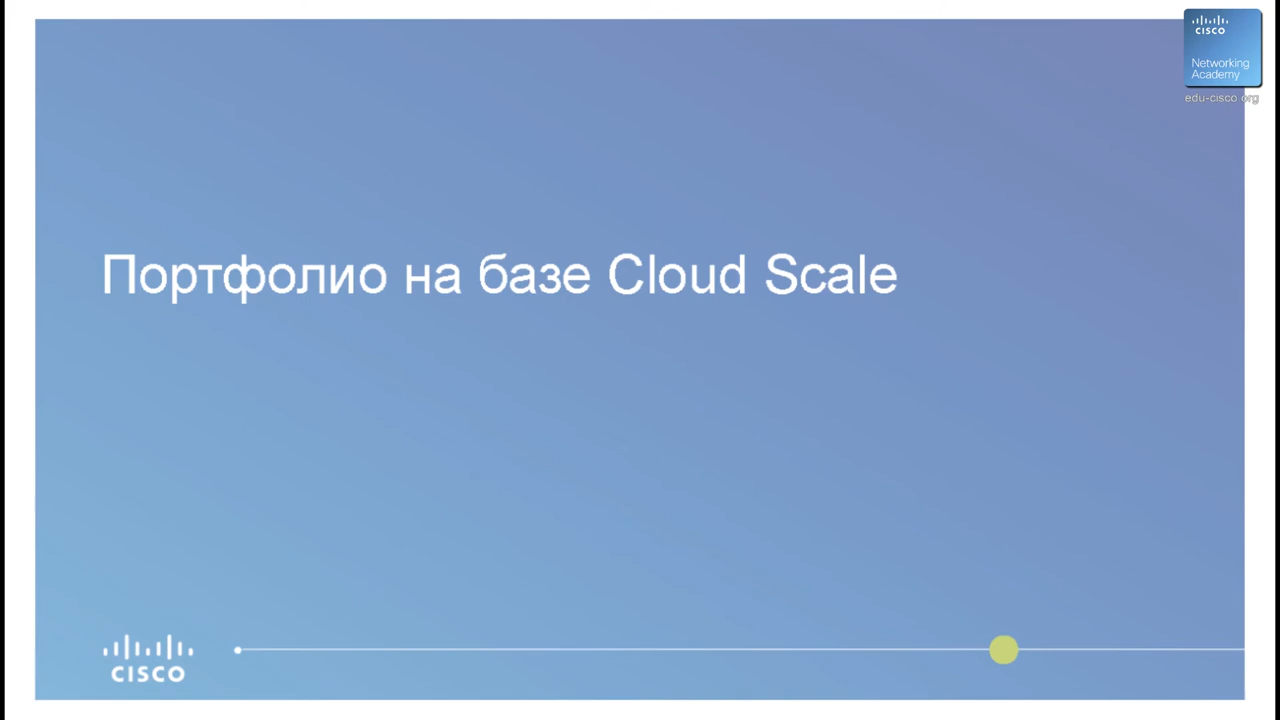 CISCO
Networking
Academy
edu-cisco.org
Портфолио на базе Cloud Scale
CISCO